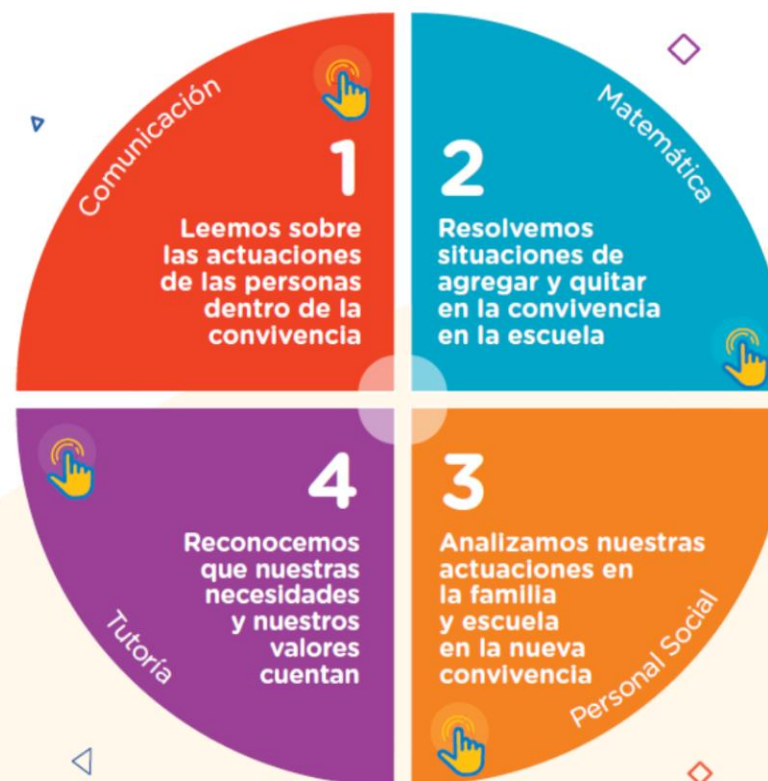 Comunicación
1
Leemos sobre
las actuaciones
de las personas
dentro de la
convivencia
Matemática
2
Resolvemos
situaciones de
agregar y quitar
en la convivencia
en la escuela
4
Reconocemos
que nuestras
necesidades
y nuestros
valores
cuentan
Tutoría
3
Analizamos nuestras
actuaciones en
la familia
y escuela
en la nueva
convivencia
Personal Social